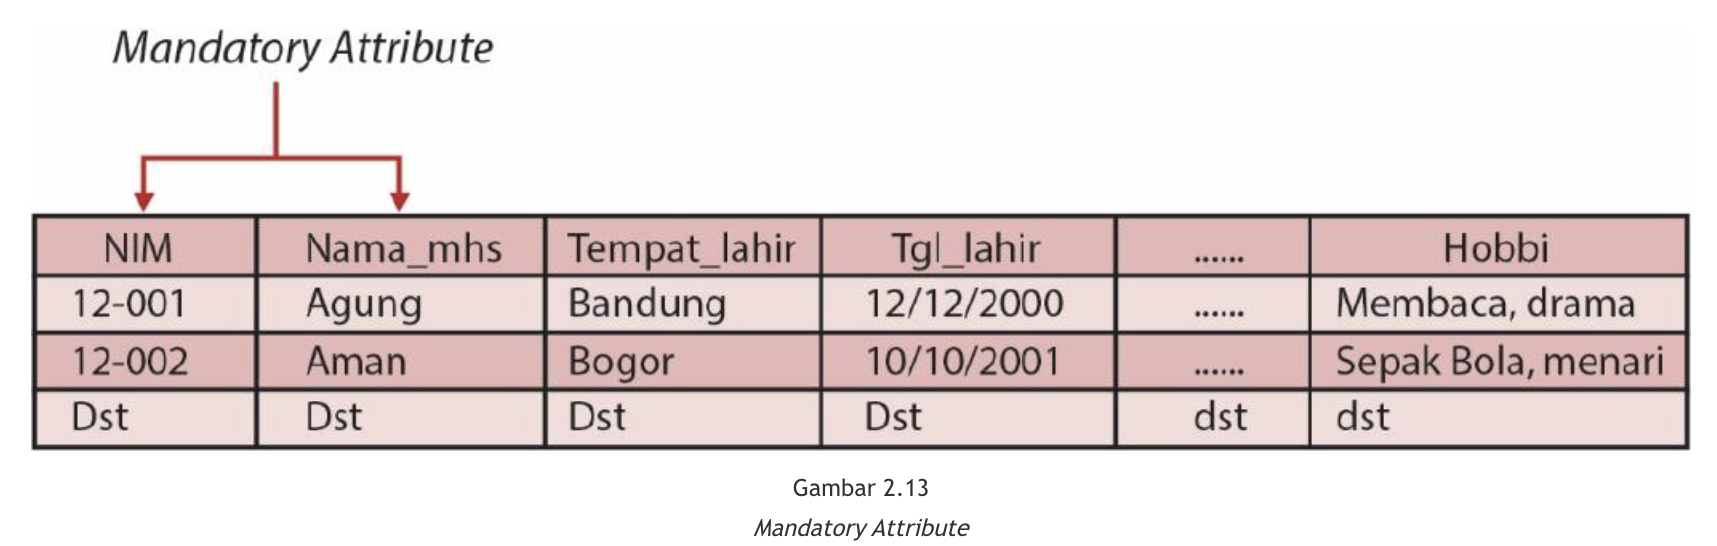 Mandatory Attribute
NIM Nama_mhs Tempat_lahir Tgl_lahir ...... Hobbi
12-001 Agung Bandung 12/12/2000 ...... Membaca, drama
12-002 Aman Bogor 10/10/2001 ...... Sepak Bola, menari
Dst Dst Dst Dst dst dst
Gambar 2.13
Mandatory Attribute